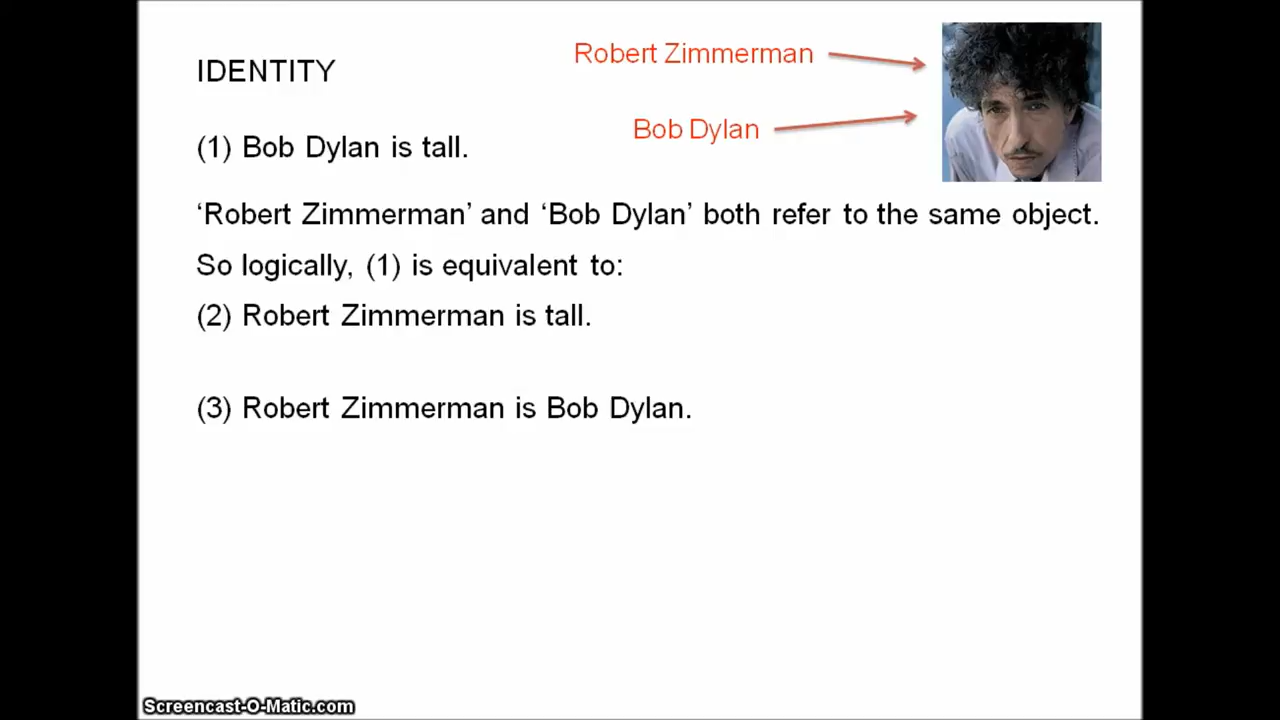 IDENTITY
Robert Zimmerman
Bob Dylan
(1) Bob Dylan is tall.
‘Robert Zimmerman’ and ‘Bob Dylan’ both refer to the same object.
So logically, (1) is equivalent to:
(2) Robert Zimmerman is tall.
(3) Robert Zimmerman is Bob Dylan.
Screencast-O-Matic.com